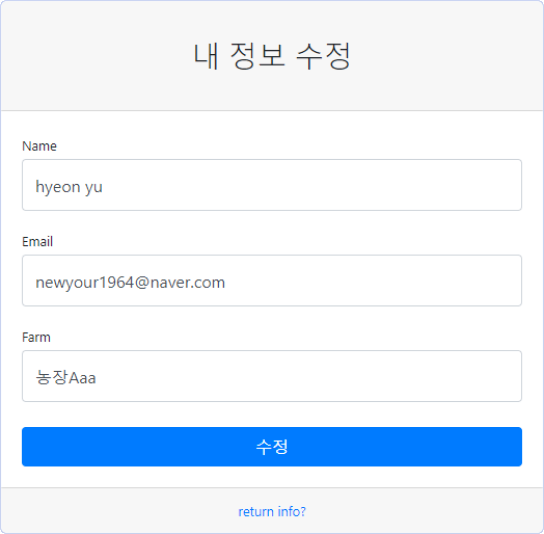 내 정보 수정
Name
hyeon yu
Email
newyour1964@naver.com
Farm
농장Aaa
수정
return info?